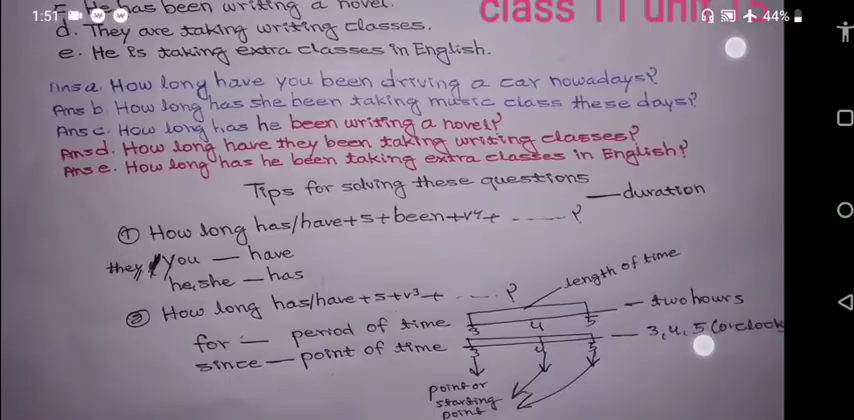 1:51
44%
class 11 unit 15
c. He has been writing a novel.
d. They are taking writing classes.
e. He is taking extra classes in English.
Ans a. How long have you been driving a car nowadays?
Ans b. How long has she been taking music class these days?
Ans c. How long has he been writing a novel?
Ans d. How long have they been taking writing classes?
Ans e. How long has he been taking extra classes in English?
Tips for solving these questions
① How long has/have+s+been+v4+ ------- ? — duration
they/you — have
he, she — has
② How long has/have+s+v3+ ----- ?
length of time
for — period of time
3 4 5 — two hours
since — point of time
3 4 5 — 3, 4, 5 (o'clock
point or
starting
point